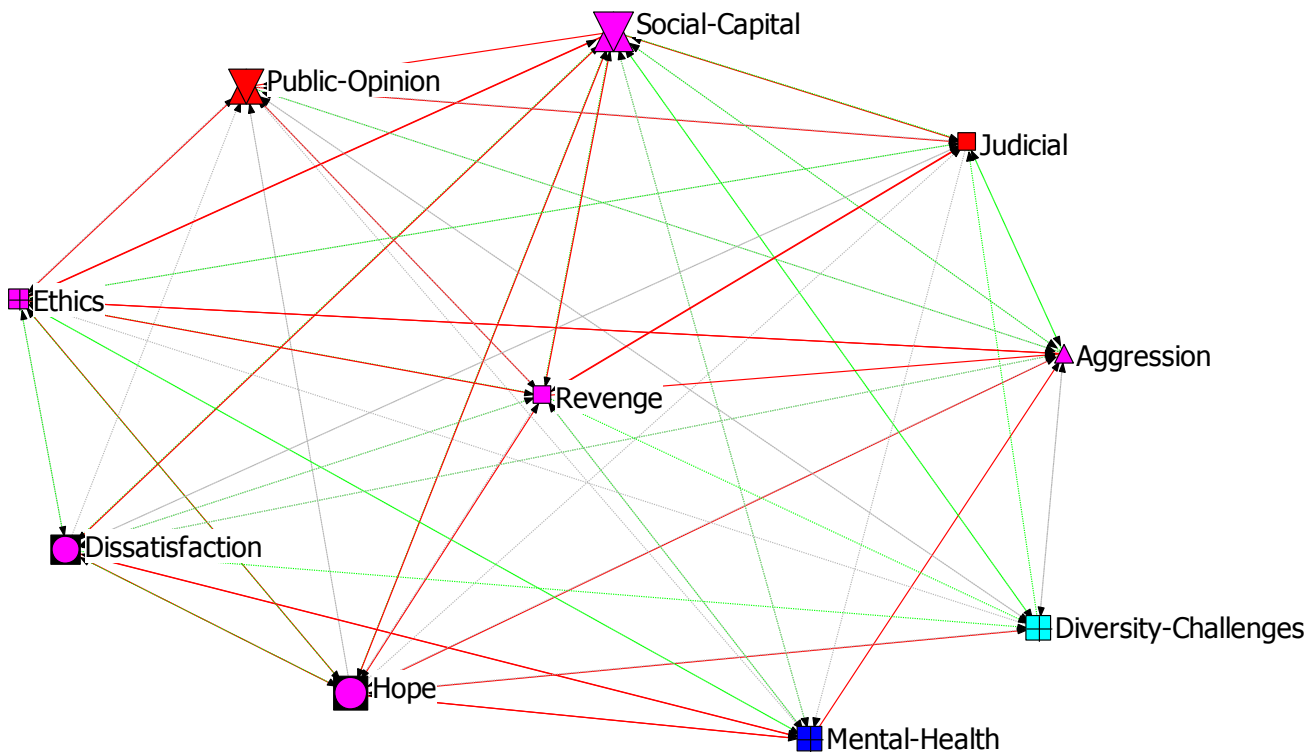 Social-Capital
Public-Opinion
Judicial
Ethics
Aggression
Revenge
Dissatisfaction
Diversity-Challenges
Hope
Mental-Health